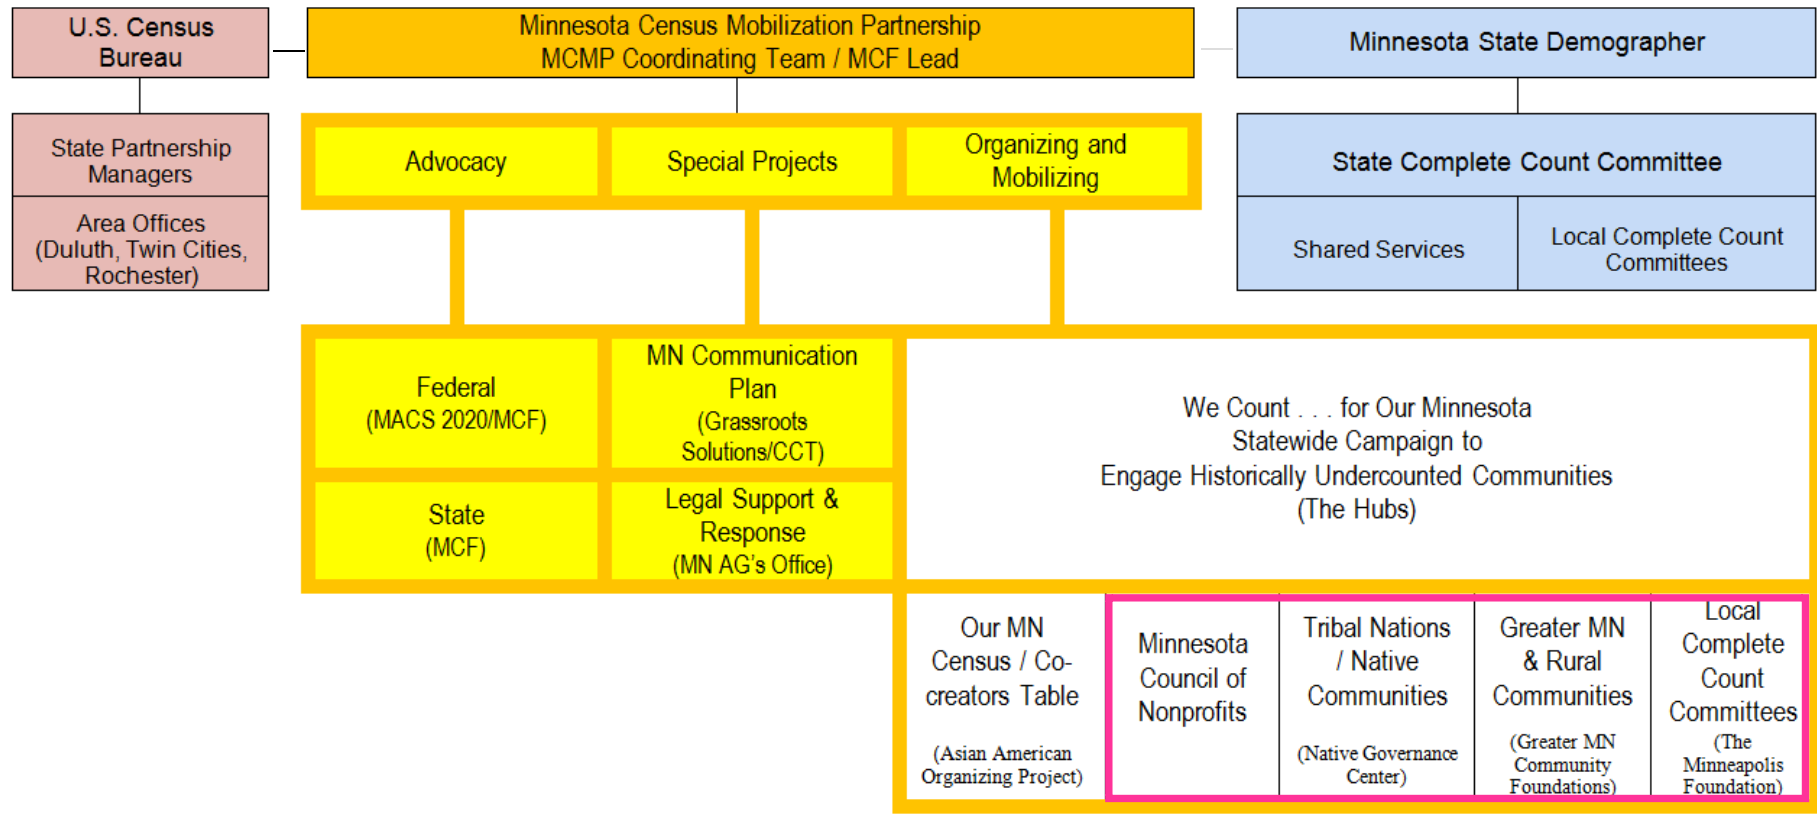 U.S. Census
Bureau
Minnesota Census Mobilization Partnership
MCMP Coordinating Team / MCF Lead
Minnesota State Demographer
State Partnership
Managers
Area Offices
(Duluth, Twin Cities,
Rochester)
Advocacy
Special Projects
Organizing and
Mobilizing
State Complete Count Committee
Shared Services
Local Complete Count
Committees
Federal
(MACS 2020/MCF)
MN Communication
Plan
(Grassroots
Solutions/CCT)
State
(MCF)
Legal Support &
Response
(MN AG's Office)
We Count . . . for Our Minnesota
Statewide Campaign to
Engage Historically Undercounted Communities
(The Hubs)
Our MN
Census / Co-
creators Table
(Asian American
Organizing Project)
Minnesota
Council of
Nonprofits
Tribal Nations
/ Native
Communities
(Native Governance
Center)
Greater MN
& Rural
Communities
(Greater MN
Community
Foundations)
Local
Complete
Count
Committees
(The
Minneapolis
Foundation)